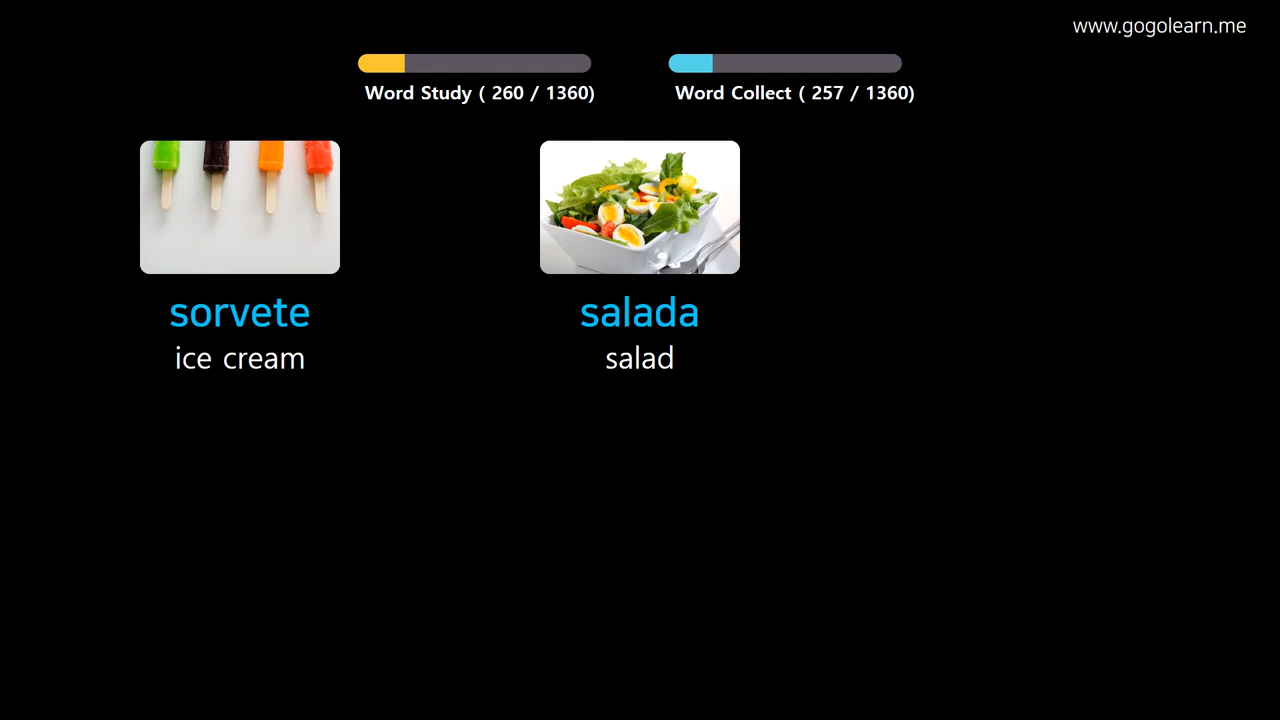 www.gogolearn.me
Word Study ( 260 / 1360)
Word Collect ( 257 / 1360)
sorvete
ice cream
salada
salad